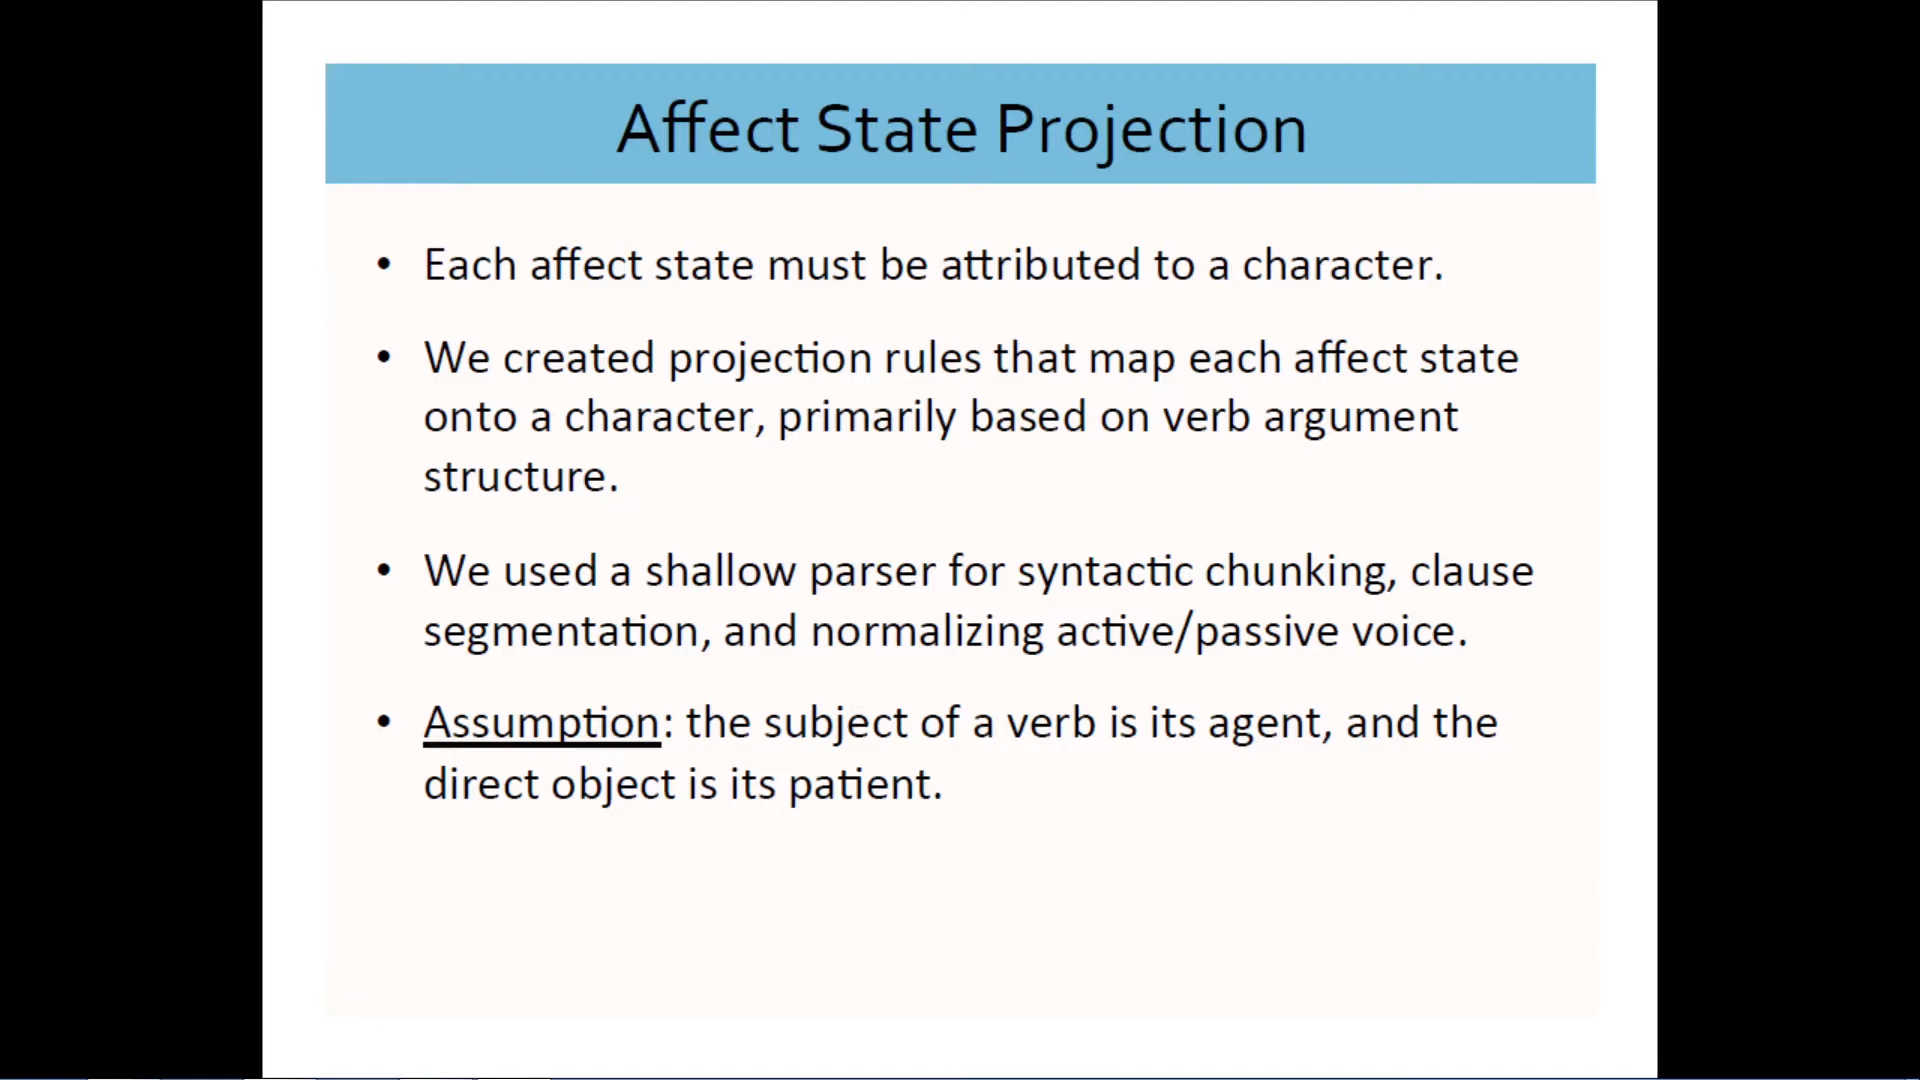 Affect State Projection
• Each affect state must be attributed to a character.
• We created projection rules that map each affect state
onto a character, primarily based on verb argument
structure.
• We used a shallow parser for syntactic chunking, clause
segmentation, and normalizing active/passive voice.
• Assumption: the subject of a verb is its agent, and the
direct object is its patient.